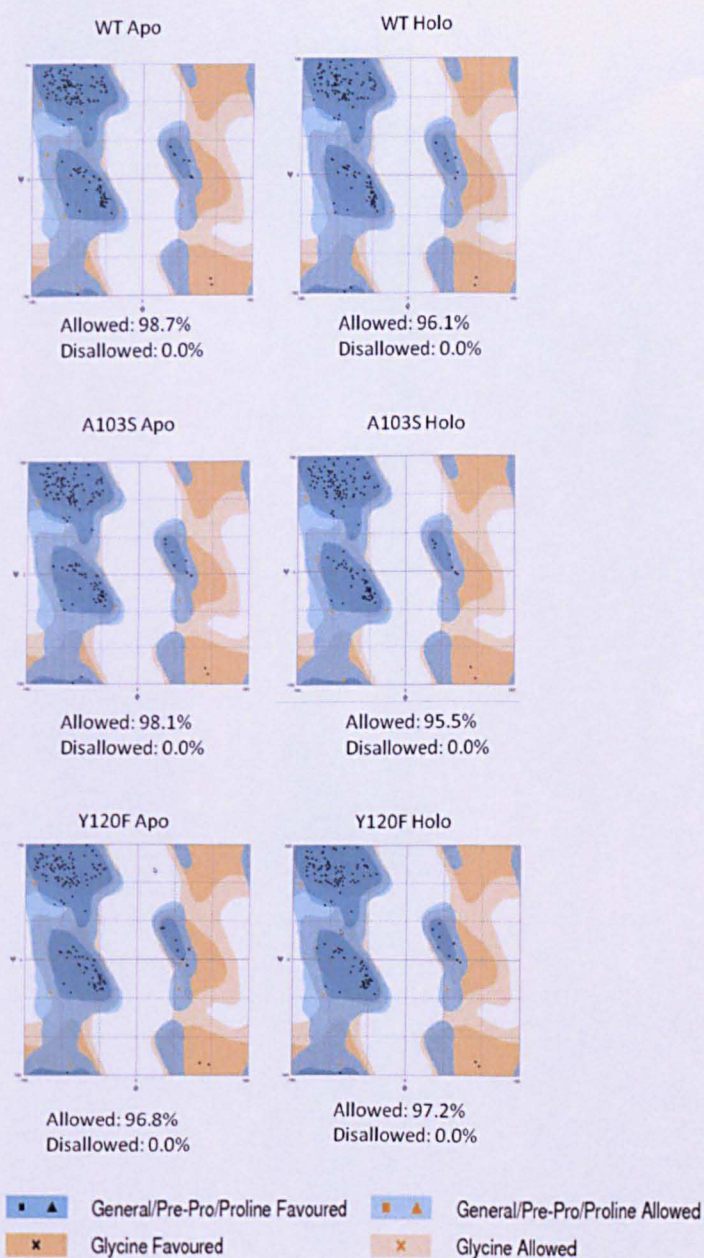 WT Apo
WT Holo
Allowed: 98.7%
Disallowed: 0.0%
Allowed: 96.1%
Disallowed: 0.0%
A103S Apo
A103S Holo
Allowed: 98.1%
Disallowed: 0.0%
Allowed: 95.5%
Disallowed: 0.0%
Y120F Apo
Y120F Holo
Allowed: 96.8%
Disallowed: 0.0%
Allowed: 97.2%
Disallowed: 0.0%
General/Pre-Pro/Proline Favoured
General/Pre-Pro/Proline Allowed
Glycine Favoured
Glycine Allowed